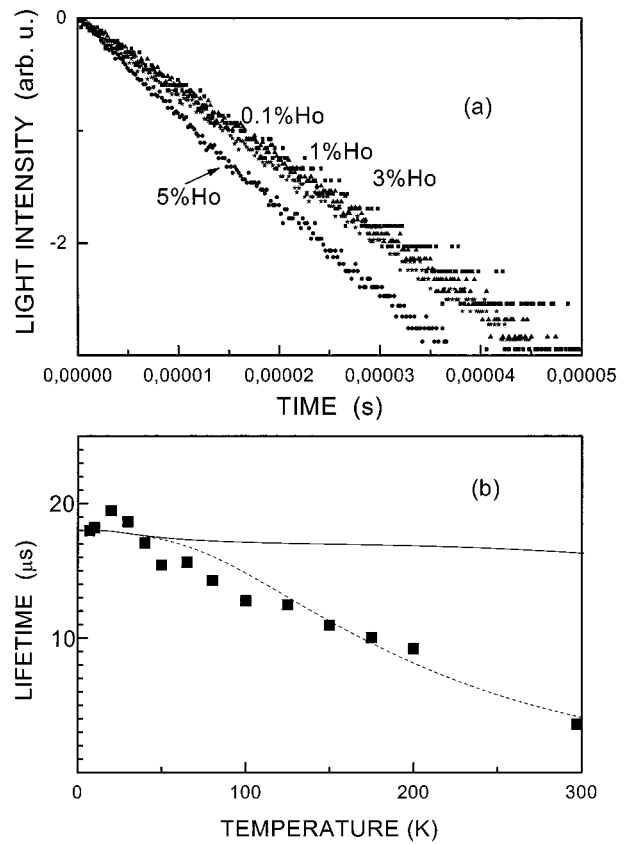 0
-2
LIGHT INTENSITY (arb. u.)
(a)
0.1%Ho
1%Ho
3%Ho
5%Ho
0,00000 0,00001 0,00002 0,00003 0,00004 0,00005
TIME (s)
20
10
0
LIFETIME (μs)
(b)
0 100 200 300
TEMPERATURE (K)